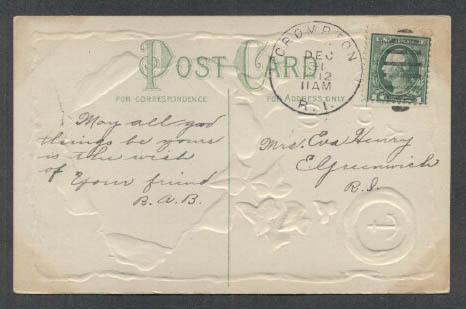 POST CARD
FOR CORRESPONDENCE
FOR ADDRESS ONLY
CROMPTON
DEC
31
12
11AM
R.I.
May all good
things be yours
is the wish
of Your friend
B. A. B.
Mrs. Eva Henry
E. Greenwich
R.I.